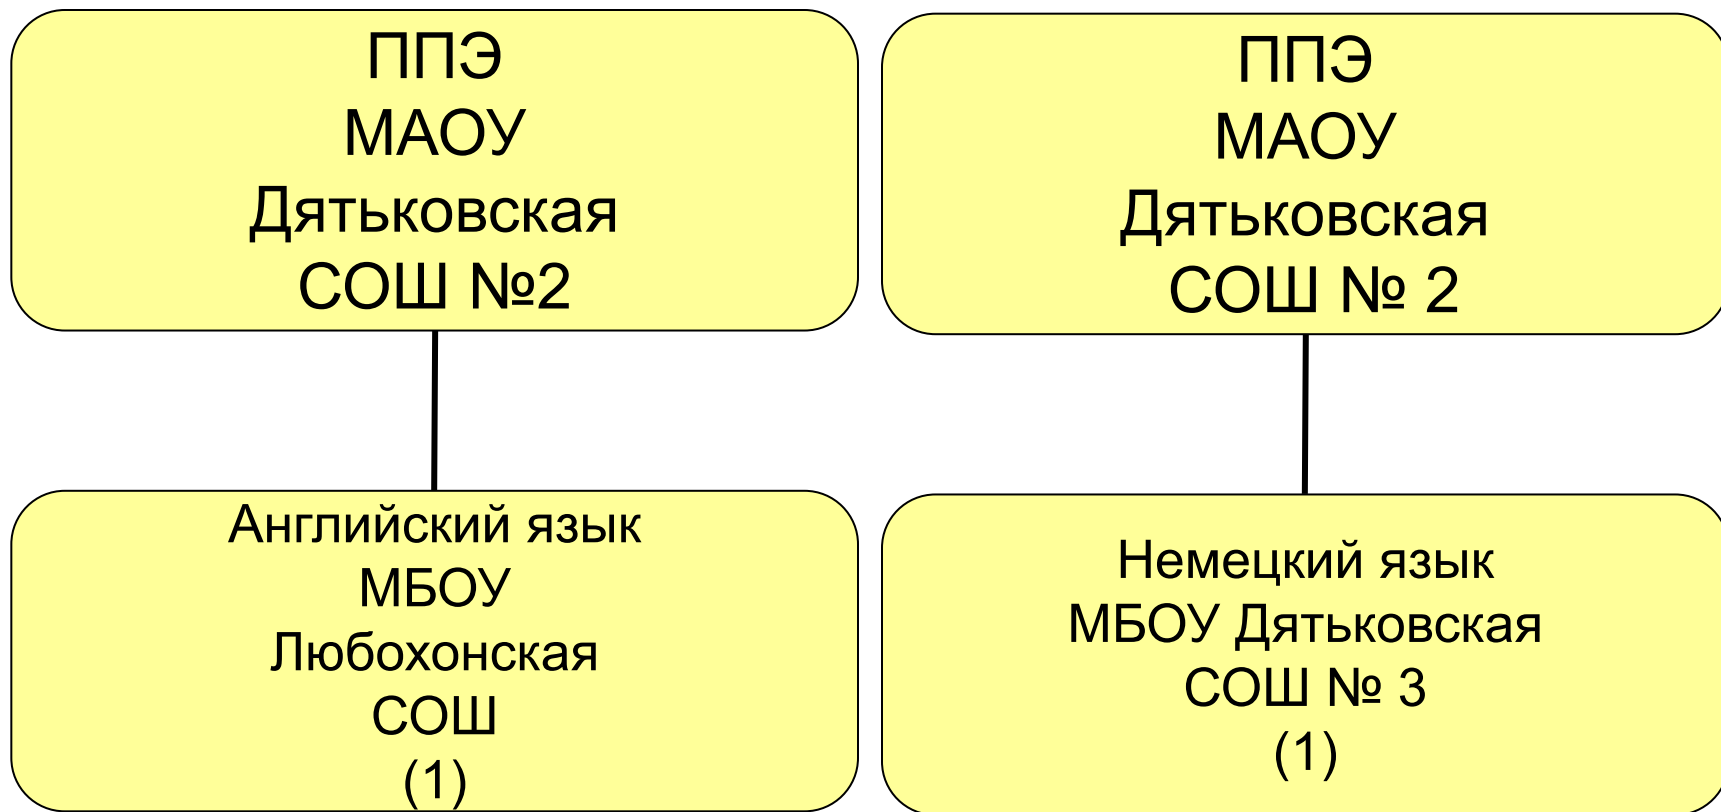 ППЭ
МАОУ
Дятьковская
СОШ №2
ППЭ
МАОУ
Дятьковская
СОШ № 2
Английский язык
МБОУ
Любохонская
СОШ
(1)
Немецкий язык
МБОУ Дятьковская
СОШ № 3
(1)